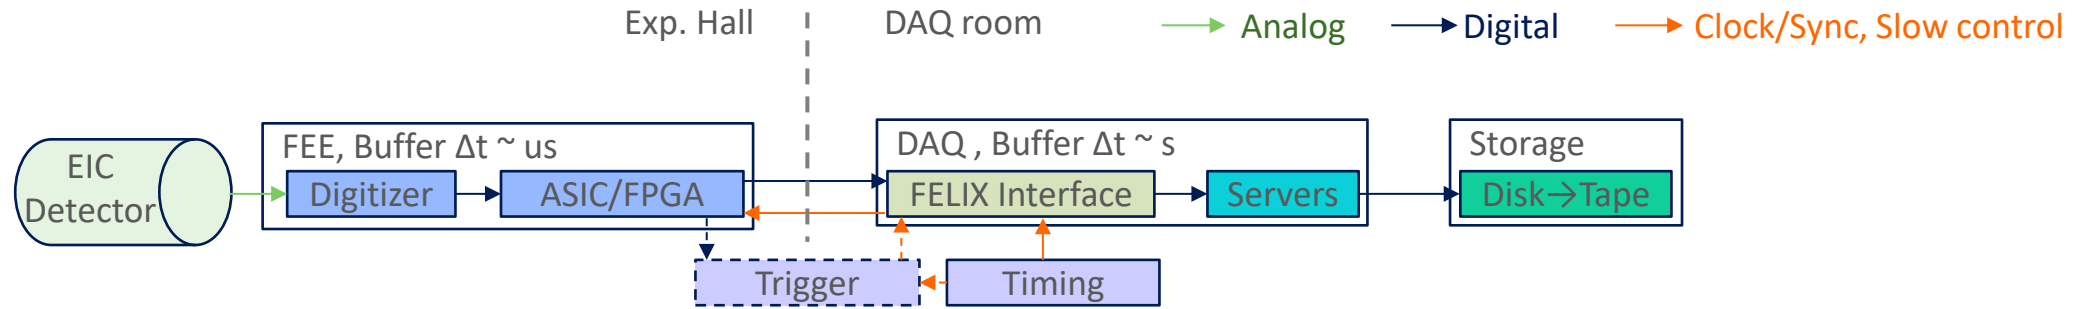 Exp. Hall
DAQ room
Analog
Digital
Clock/Sync, Slow control
EIC
Detector
FEE, Buffer Δt ~ us
Digitizer
ASIC/FPGA
DAQ , Buffer Δt ~ s
FELIX Interface
Servers
Storage
Disk→Tape
Trigger
Timing